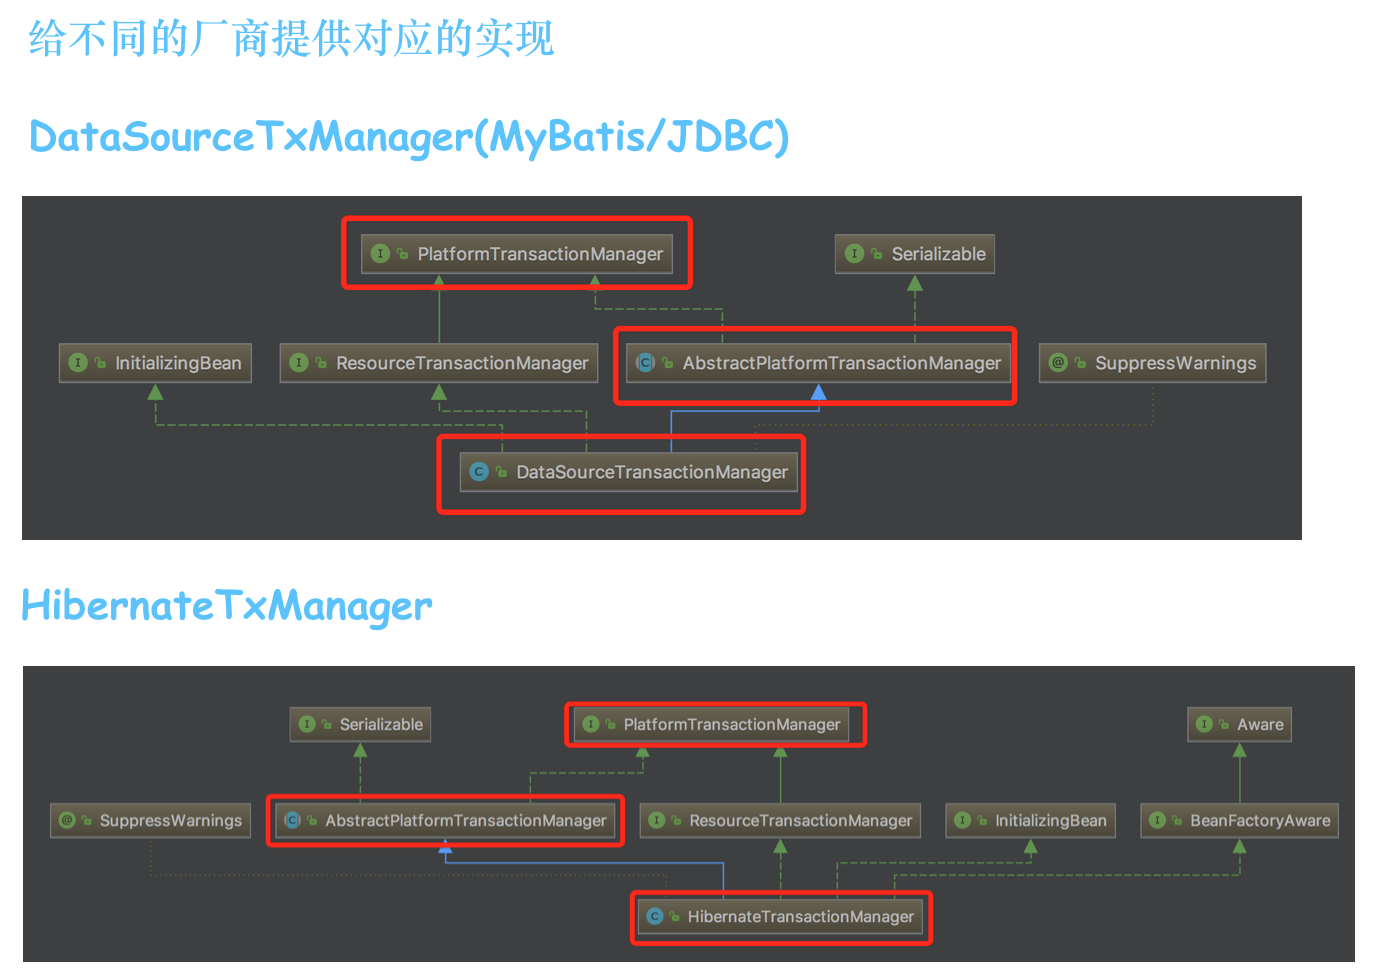 给不同的厂商提供对应的实现
DataSourceTxManager(MyBatis/JDBC)
I PlatformTransactionManager
I Serializable
I InitializingBean
I ResourceTransactionManager
C AbstractPlatformTransactionManager
@ SuppressWarnings
C DataSourceTransactionManager
HibernateTxManager
I Serializable
I PlatformTransactionManager
I Aware
@ SuppressWarnings
C AbstractPlatformTransactionManager
I ResourceTransactionManager
I InitializingBean
I BeanFactoryAware
C HibernateTransactionManager